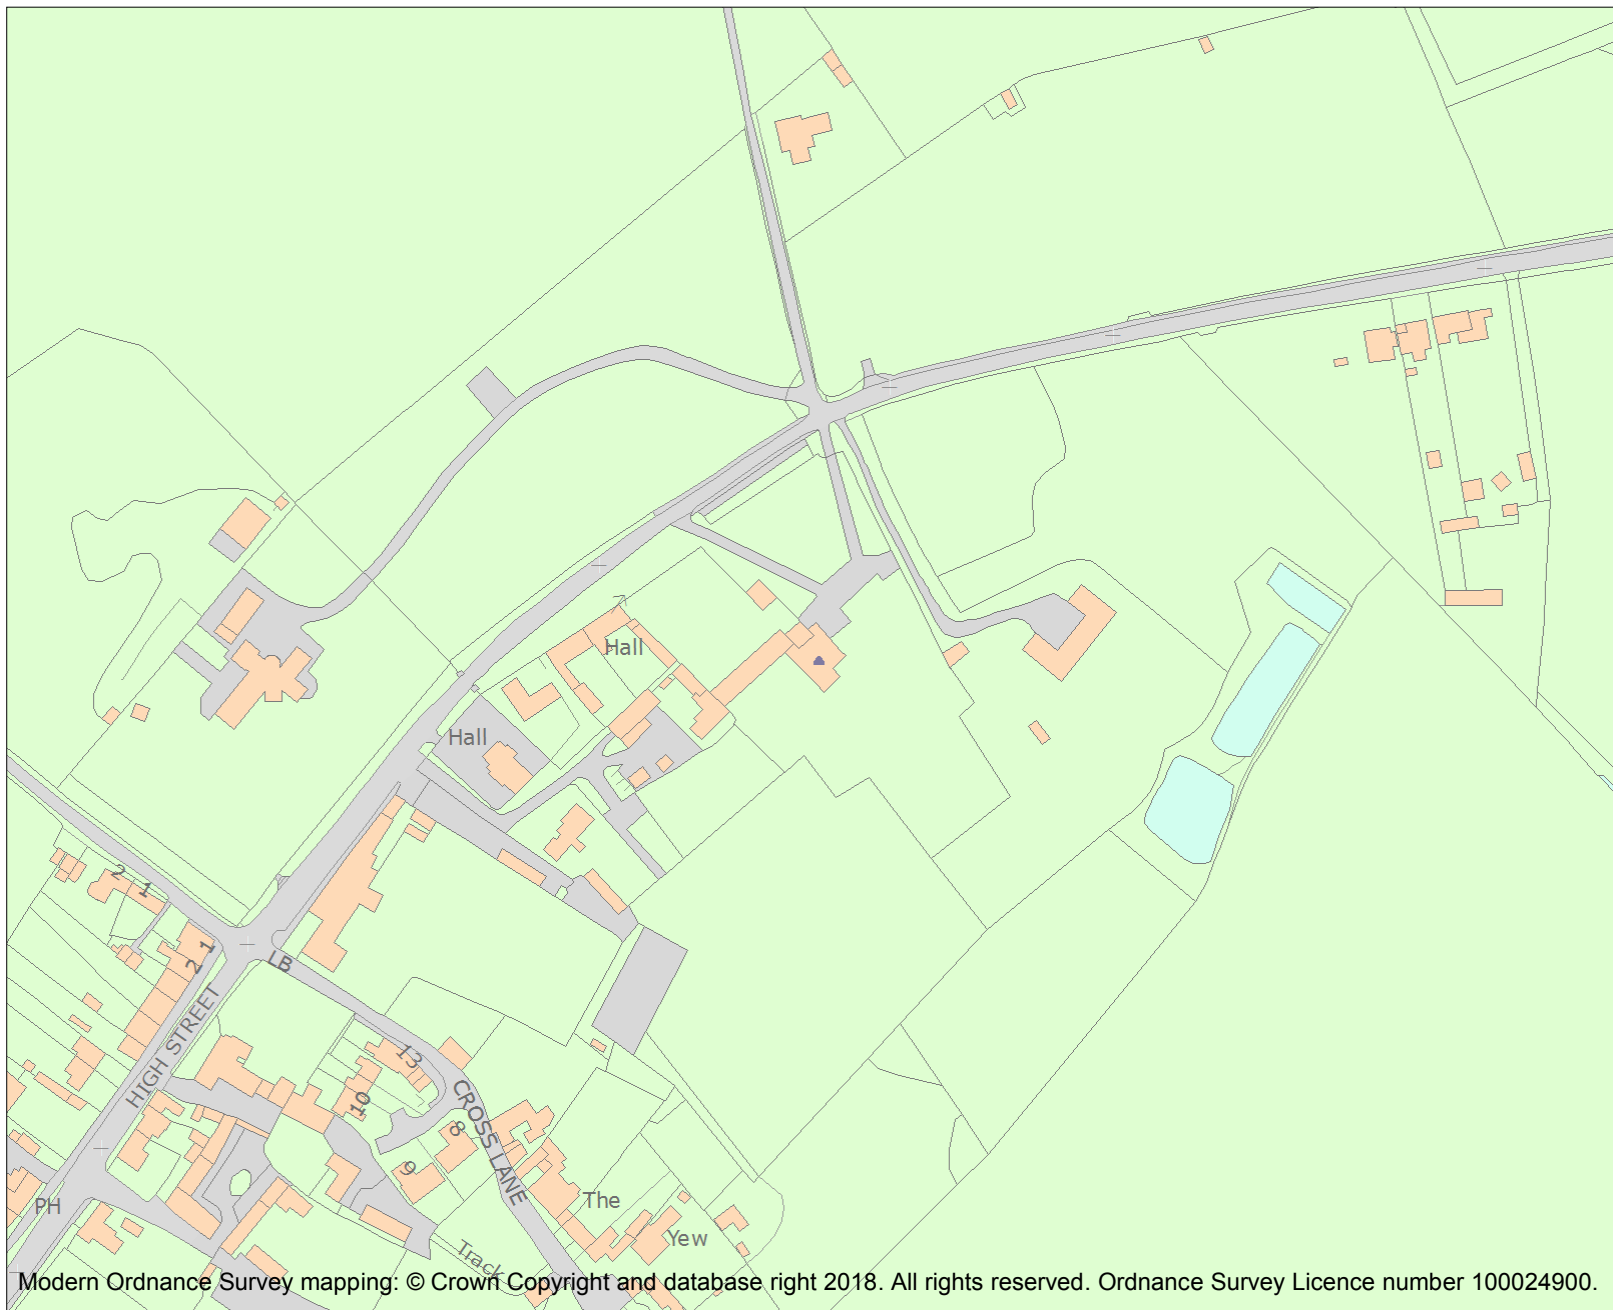 7
Hall
Hall
2
1
1
2
LB
HIGH STREET
13
10
CROSS LANE
8
9
PH
The
Yew
Track
Modern Ordnance Survey mapping: © Crown Copyright and database right 2018. All rights reserved. Ordnance Survey Licence number 100024900.